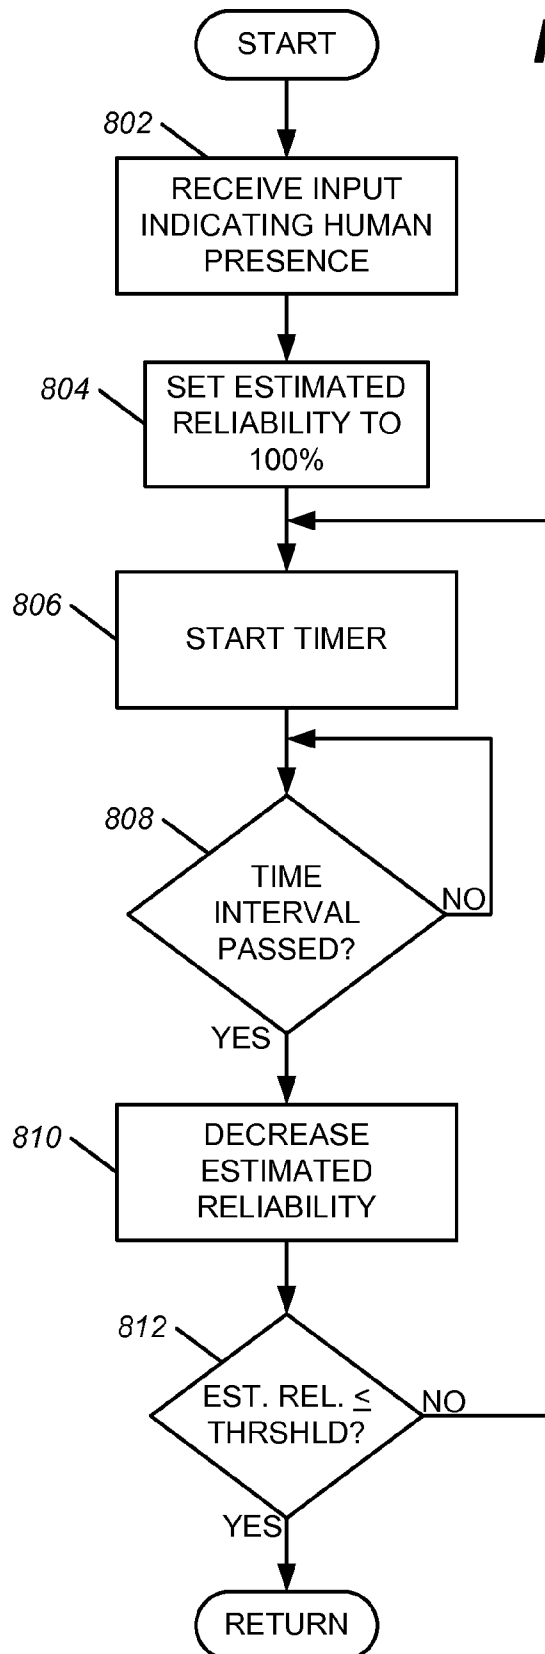 START
802
RECEIVE INPUT
INDICATING HUMAN
PRESENCE
804
SET ESTIMATED
RELIABILITY TO
100%
806
START TIMER
808
TIME
INTERVAL
PASSED?
NO
YES
810
DECREASE
ESTIMATED
RELIABILITY
812
EST. REL. ≤
THRSHLD?
NO
YES
RETURN